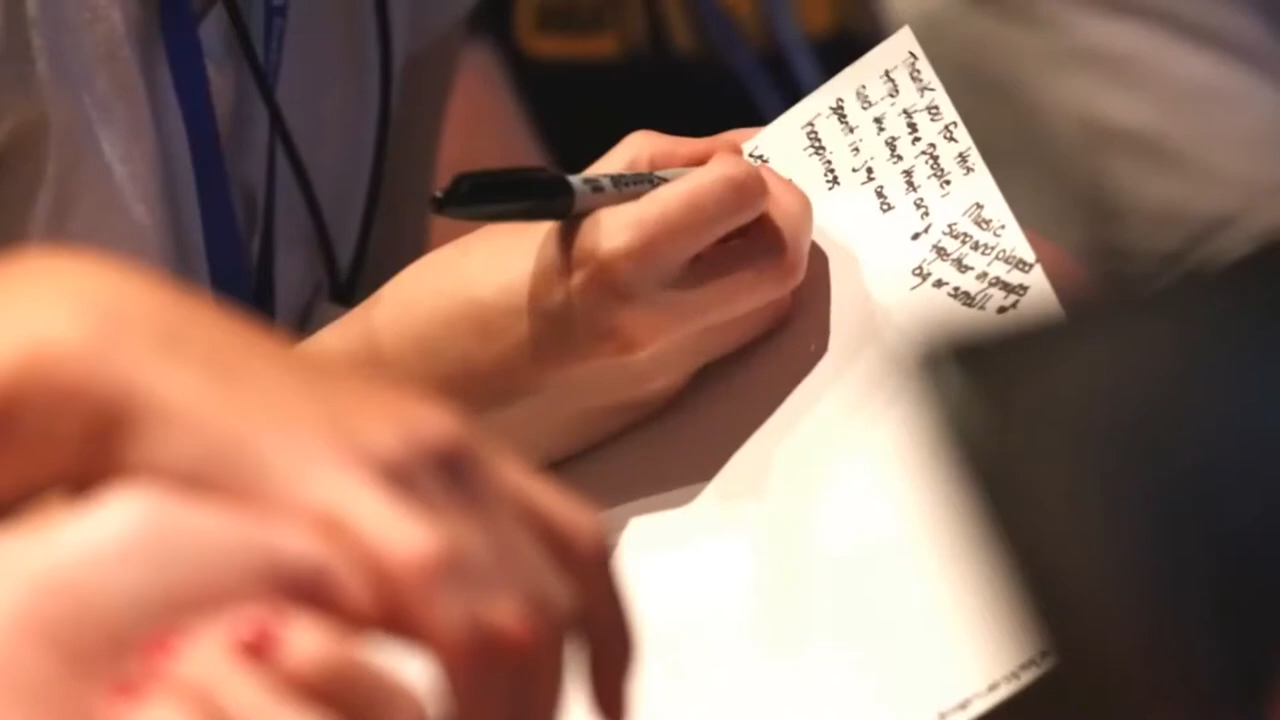 Thank you for this
trip, these people,
and the days that are
spent in joy and
happiness
Music
sung and played
together in groups
by or small